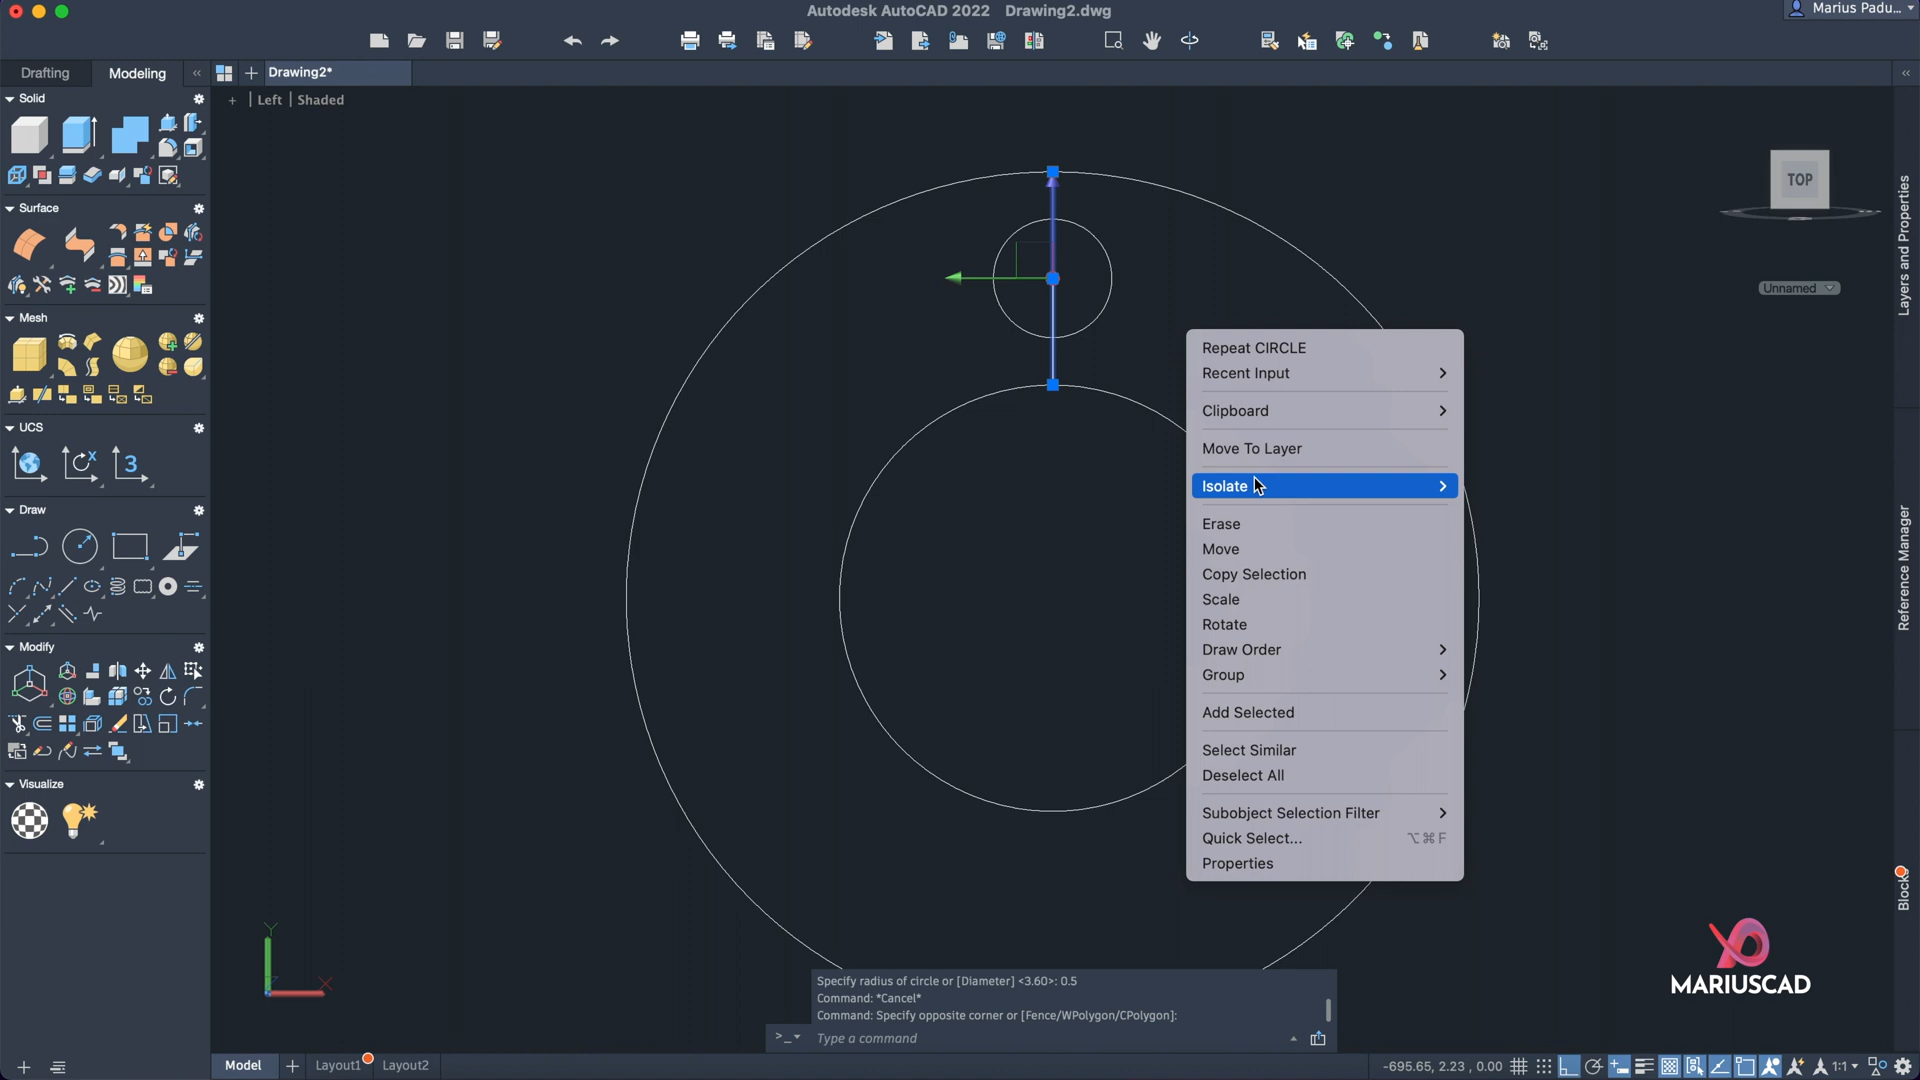 Autodesk AutoCAD 2022 Drawing2.dwg
Marius Padu...
Drafting
Modeling
Drawing2*
Left
Shaded
Solid
Surface
Mesh
UCS
3
Draw
Modify
Visualize
TOP
Unnamed
Layers and Properties
Reference Manager
Blocks
Repeat CIRCLE
Recent Input
Clipboard
Move To Layer
Isolate
Erase
Move
Copy Selection
Scale
Rotate
Draw Order
Group
Add Selected
Select Similar
Deselect All
Subobject Selection Filter
Quick Select... ⌥⌘F
Properties
Y
X
MARIUSCAD
Specify radius of circle or [Diameter] <3.60>: 0.5
Command: *Cancel*
Command: Specify opposite corner or [Fence/WPolygon/CPolygon]:
>_ Type a command
Model
Layout1
Layout2
-695.65, 2.23 , 0.00
1:1